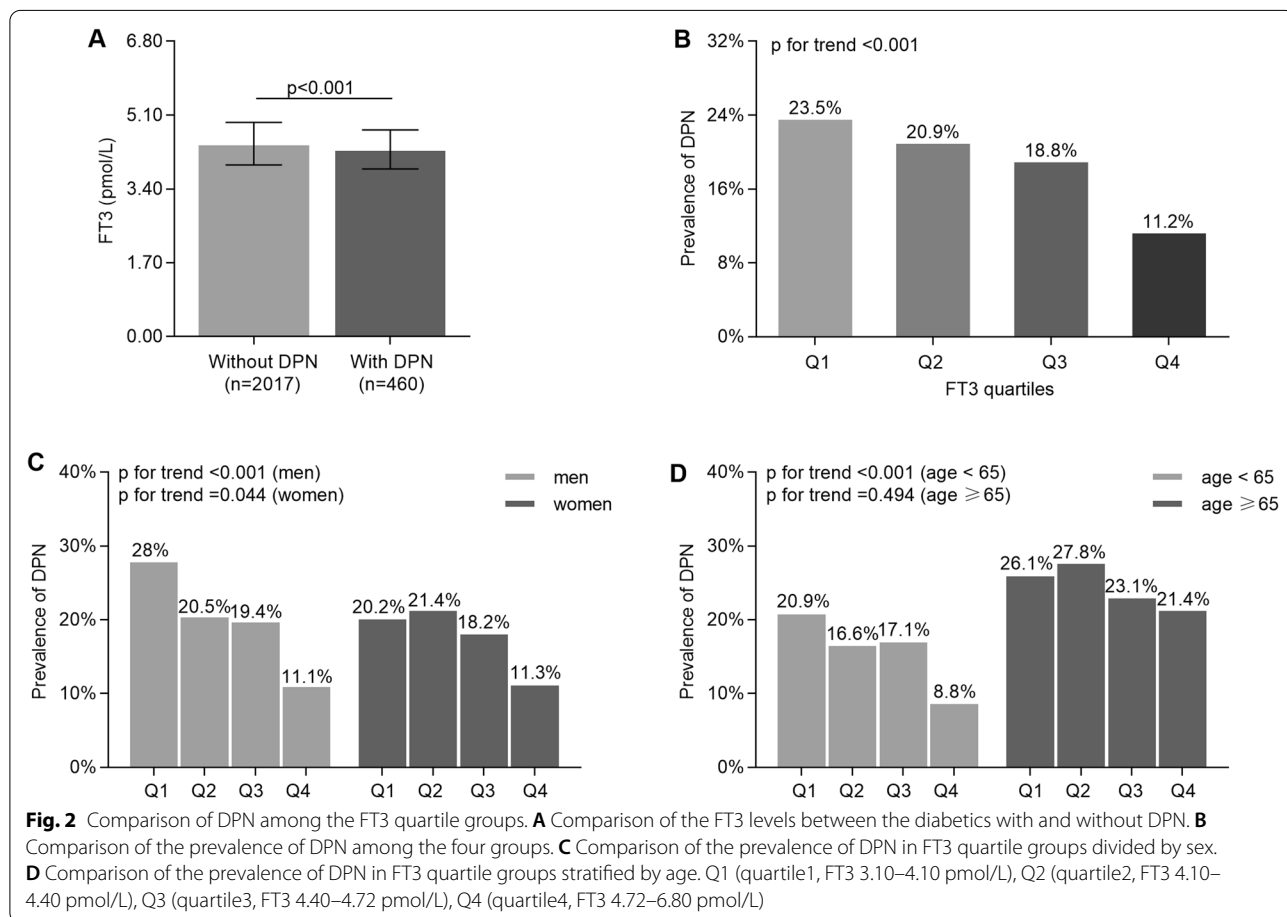 A
6.80
5.10
3.40
1.70
0.00
FT3 (pmol/L)
p<0.001
Without DPN
(n=2017)
With DPN
(n=460)
B
p for trend <0.001
32%
24%
16%
8%
0%
Prevalence of DPN
23.5%
20.9%
18.8%
11.2%
Q1 Q2 Q3 Q4
FT3 quartiles
C
p for trend <0.001 (men)
p for trend =0.044 (women)
men
women
40%
30%
20%
10%
0%
Prevalence of DPN
28% 20.5% 19.4% 11.1% 20.2% 21.4% 18.2% 11.3%
Q1 Q2 Q3 Q4 Q1 Q2 Q3 Q4
D
p for trend <0.001 (age < 65)
p for trend =0.494 (age ⩾ 65)
age < 65
age ⩾ 65
40%
30%
20%
10%
0%
Prevalence of DPN
20.9% 16.6% 17.1% 8.8% 26.1% 27.8% 23.1% 21.4%
Q1 Q2 Q3 Q4 Q1 Q2 Q3 Q4
Fig. 2 Comparison of DPN among the FT3 quartile groups. A Comparison of the FT3 levels between the diabetics with and without DPN. B
Comparison of the prevalence of DPN among the four groups. C Comparison of the prevalence of DPN in FT3 quartile groups divided by sex.
D Comparison of the prevalence of DPN in FT3 quartile groups stratified by age. Q1 (quartile1, FT3 3.10–4.10 pmol/L), Q2 (quartile2, FT3 4.10–
4.40 pmol/L), Q3 (quartile3, FT3 4.40–4.72 pmol/L), Q4 (quartile4, FT3 4.72–6.80 pmol/L)